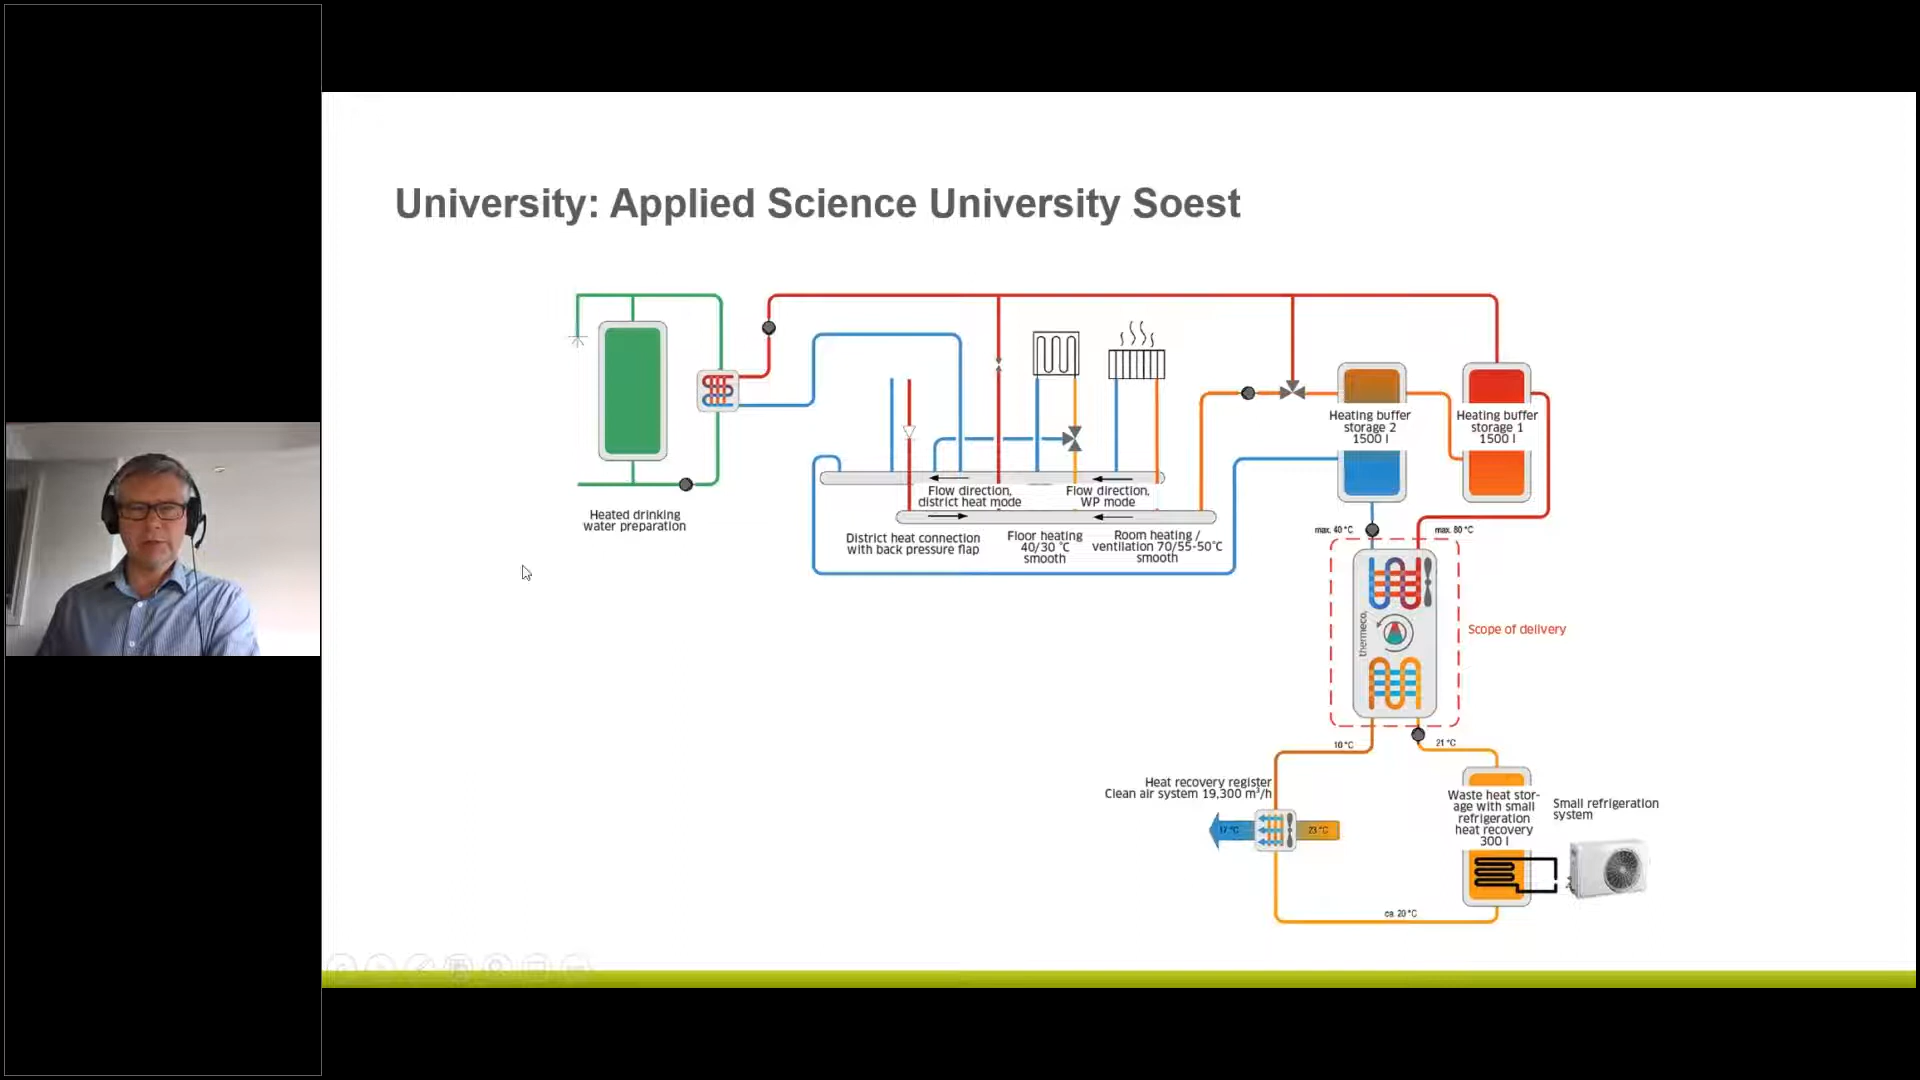 University: Applied Science University Soest
Heating buffer
storage 2
1500 l
Heating buffer
storage 1
1500 l
Flow direction,
district heat mode
Flow direction,
WP mode
Heated drinking
water preparation
District heat connection
with back pressure flap
Floor heating
40/30 °C
smooth
Room heating /
ventilation 70/55-50°C
smooth
max. 40 °C
max. 80 °C
thermeco₂
Scope of delivery
10 °C
21 °C
Heat recovery register
Clean air system 19,300 m³/h
17 °C
23 °C
Waste heat stor-
age with small
refrigeration
heat recovery
300 l
Small refrigeration
system
ca. 20 °C